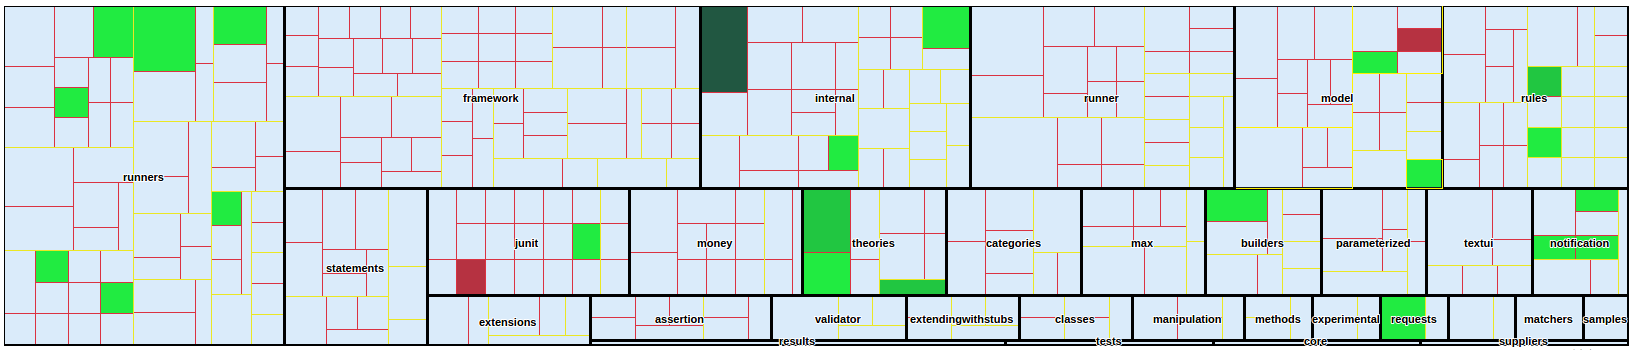 framework
internal
runner
model
rules
runners
junit
money
theories
categories
max
builders
parameterized
textui
notification
statements
extensions
assertion
validator
extendingwithstubs
classes
manipulation
methods
experimental
requests
matchers
samples
results
tests
core
suppliers